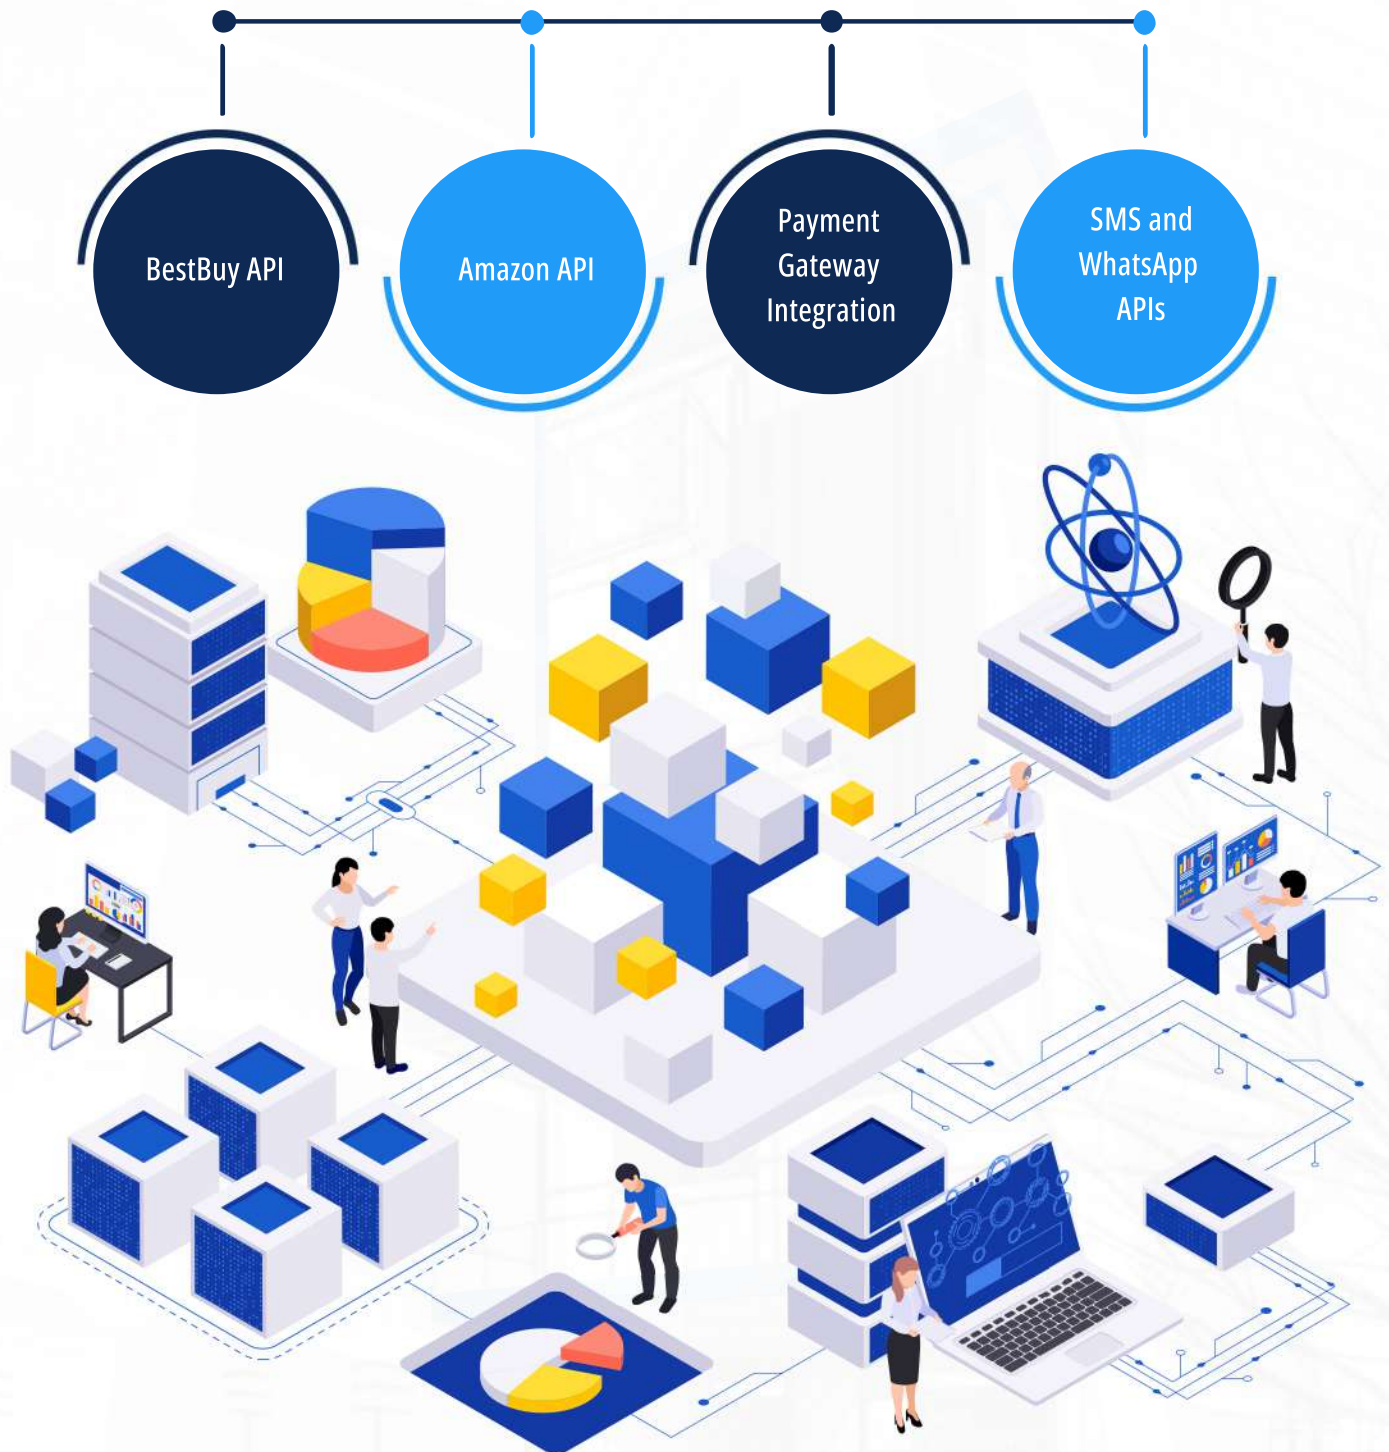 BestBuy API
Amazon API
Payment
Gateway
Integration
SMS and
WhatsApp
APIs